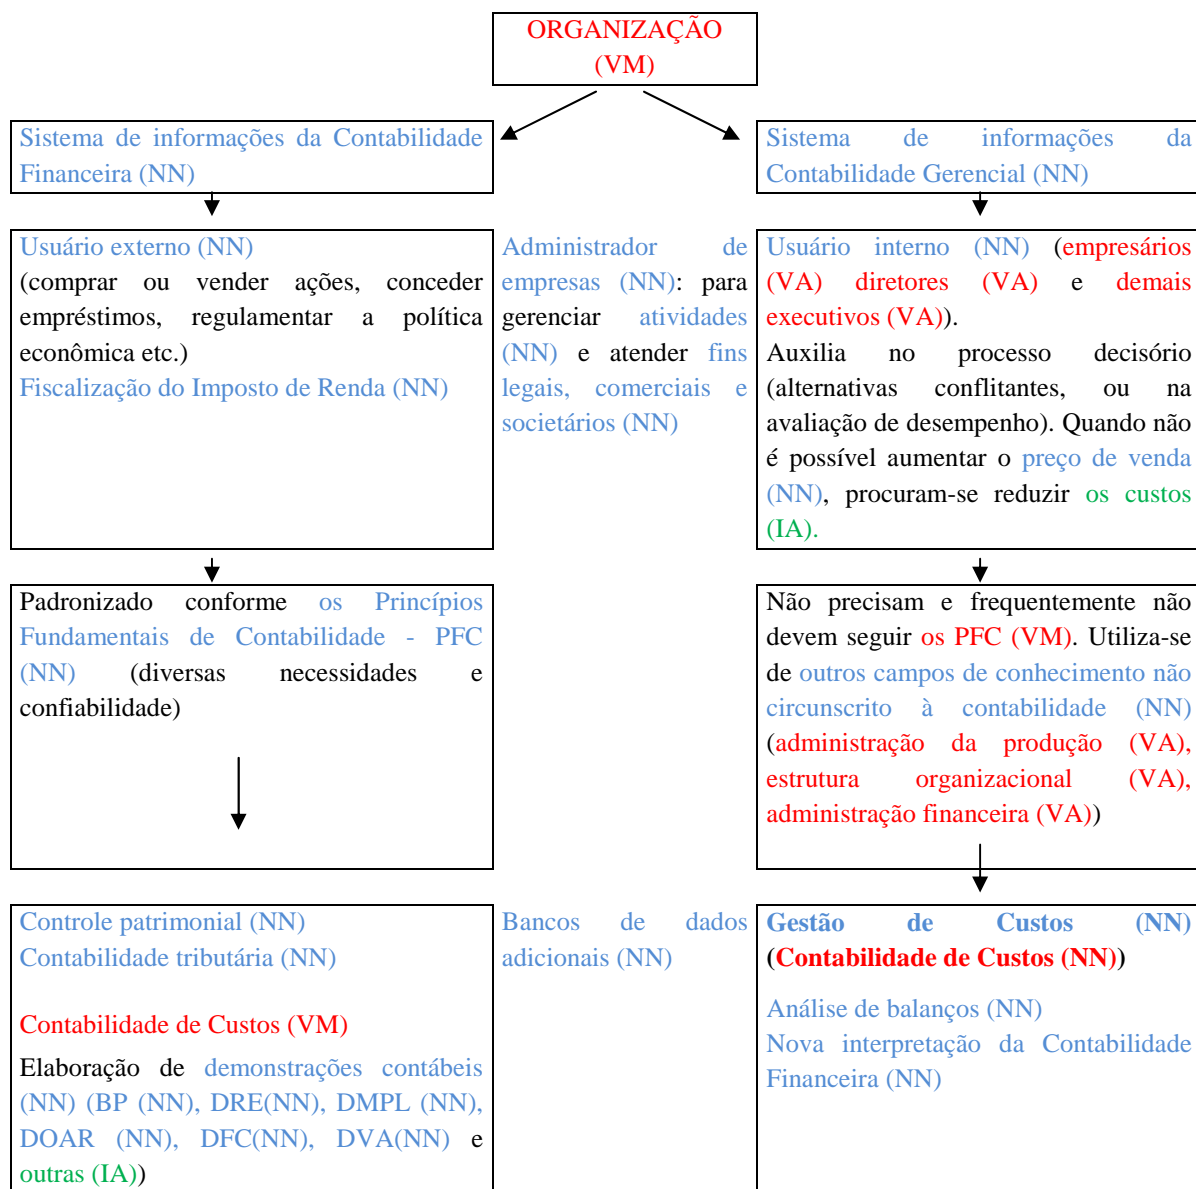 ORGANIZAÇÃO
(VM)
Sistema de informações da Contabilidade
Financeira (NN)
Sistema de informações da
Contabilidade Gerencial (NN)
Usuário externo (NN)
(comprar ou vender ações, conceder
empréstimos, regulamentar a política
econômica etc.)
Fiscalização do Imposto de Renda (NN)
Administrador de
empresas (NN): para
gerenciar atividades
(NN) e atender fins
legais, comerciais e
societários (NN)
Usuário interno (NN) (empresários
(VA) diretores (VA) e demais
executivos (VA)).
Auxilia no processo decisório
(alternativas conflitantes, ou na
avaliação de desempenho). Quando não
é possível aumentar o preço de venda
(NN), procuram-se reduzir os custos
(IA).
Padronizado conforme os Princípios
Fundamentais de Contabilidade - PFC
(NN) (diversas necessidades e
confiabilidade)
Não precisam e frequentemente não
devem seguir os PFC (VM). Utiliza-se
de outros campos de conhecimento não
circunscrito à contabilidade (NN)
(administração da produção (VA),
estrutura organizacional (VA),
administração financeira (VA))
Controle patrimonial (NN)
Contabilidade tributária (NN)
Contabilidade de Custos (VM)
Elaboração de demonstrações contábeis
(NN) (BP (NN), DRE(NN), DMPL (NN),
DOAR (NN), DFC(NN), DVA(NN) e
outras (IA))
Bancos de dados
adicionais (NN)
Gestão de Custos (NN)
(Contabilidade de Custos (NN))
Análise de balanços (NN)
Nova interpretação da Contabilidade
Financeira (NN)